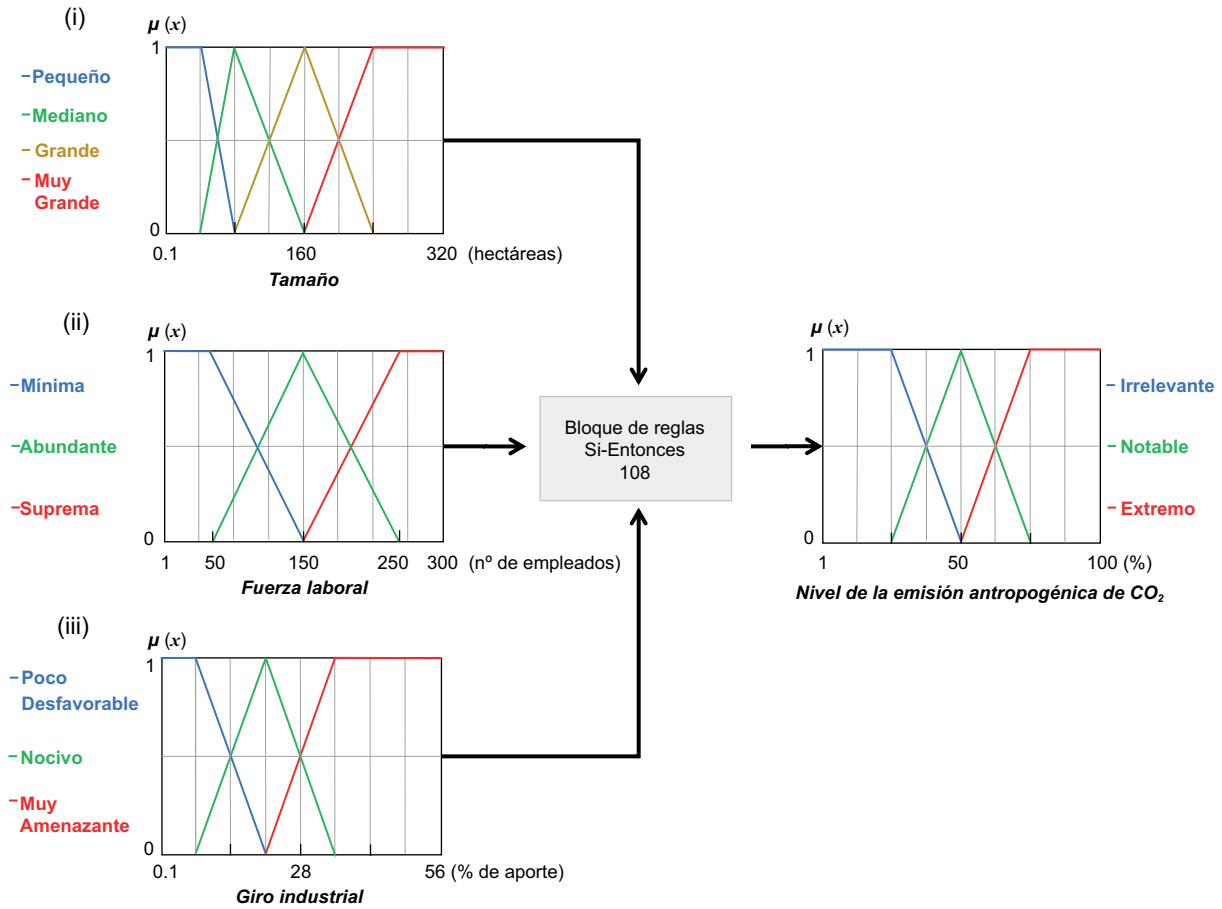 (i)
μ (x)
1
Pequeño
Mediano
Grande
Muy
Grande
0
0.1 160 320 (hectáreas)
Tamaño
(ii)
μ (x)
1
Mínima
Abundante
Suprema
0
1 50 150 250 300 (nº de empleados)
Fuerza laboral
(iii)
μ (x)
1
Poco
Desfavorable
Nocivo
Muy
Amenazante
0
0.1 28 56 (% de aporte)
Giro industrial
Bloque de reglas
Si-Entonces
108
μ (x)
1
Irrelevante
Notable
Extremo
0
1 50 100 (%)
Nivel de la emisión antropogénica de CO₂